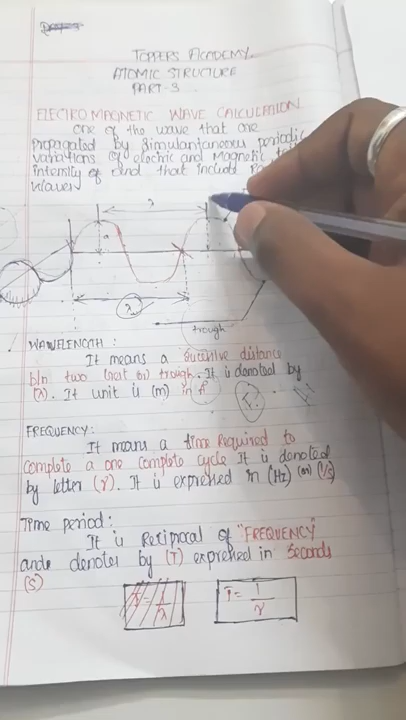 TOPPERS ACADEMY
ATOMIC STRUCTURE
PART-3
ELECTROMAGNETIC WAVE CALCULATION
one of the wave that are
propagated by simulantaneous periodic
variations of elecric and Magnetic
intensity of and that include
waves
λ
a
λ
trough
WAVELENGTH :
It means a successive distance
b/n two (crest or) trough. It is denoted by
(λ). It unit is (m) in A°
FREQUENCY:
It means a time required to
complete a one complete cycle It is denoted
by letter (γ). It is expressed in (Hz) (or) (1/s)
Time period:
It is Reciprocal of "FREQUENCY"
and denotes by (T) expressed in seconds
(S)
T = 1/γ